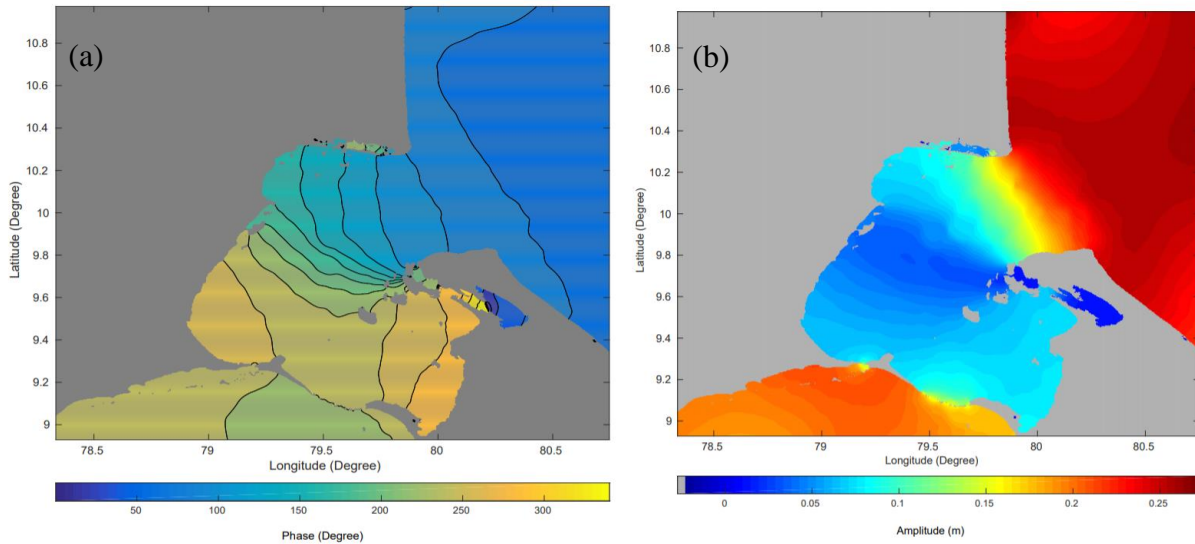 (a)
10.8
10.6
10.4
10.2
10
9.8
9.6
9.4
9.2
9
Latitude (Degree)
78.5 79 79.5 80 80.5
Longitude (Degree)
50 100 150 200 250 300
Phase (Degree)
(b)
10.8
10.6
10.4
10.2
10
9.8
9.6
9.4
9.2
9
Latitude (Degree)
78.5 79 79.5 80 80.5
Longitude (Degree)
0 0.05 0.1 0.15 0.2 0.25
Amplitude (m)